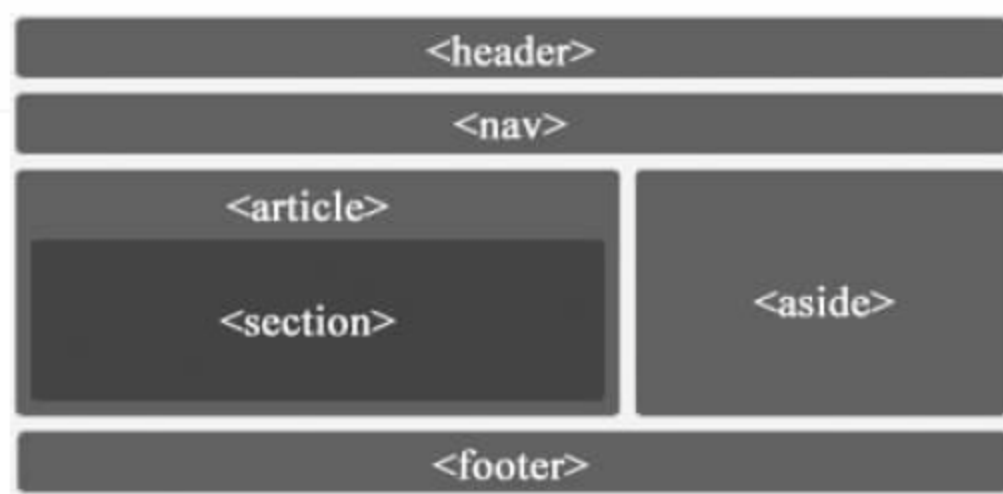 <header>
<nav>
<article>
<section>
<aside>
<footer>